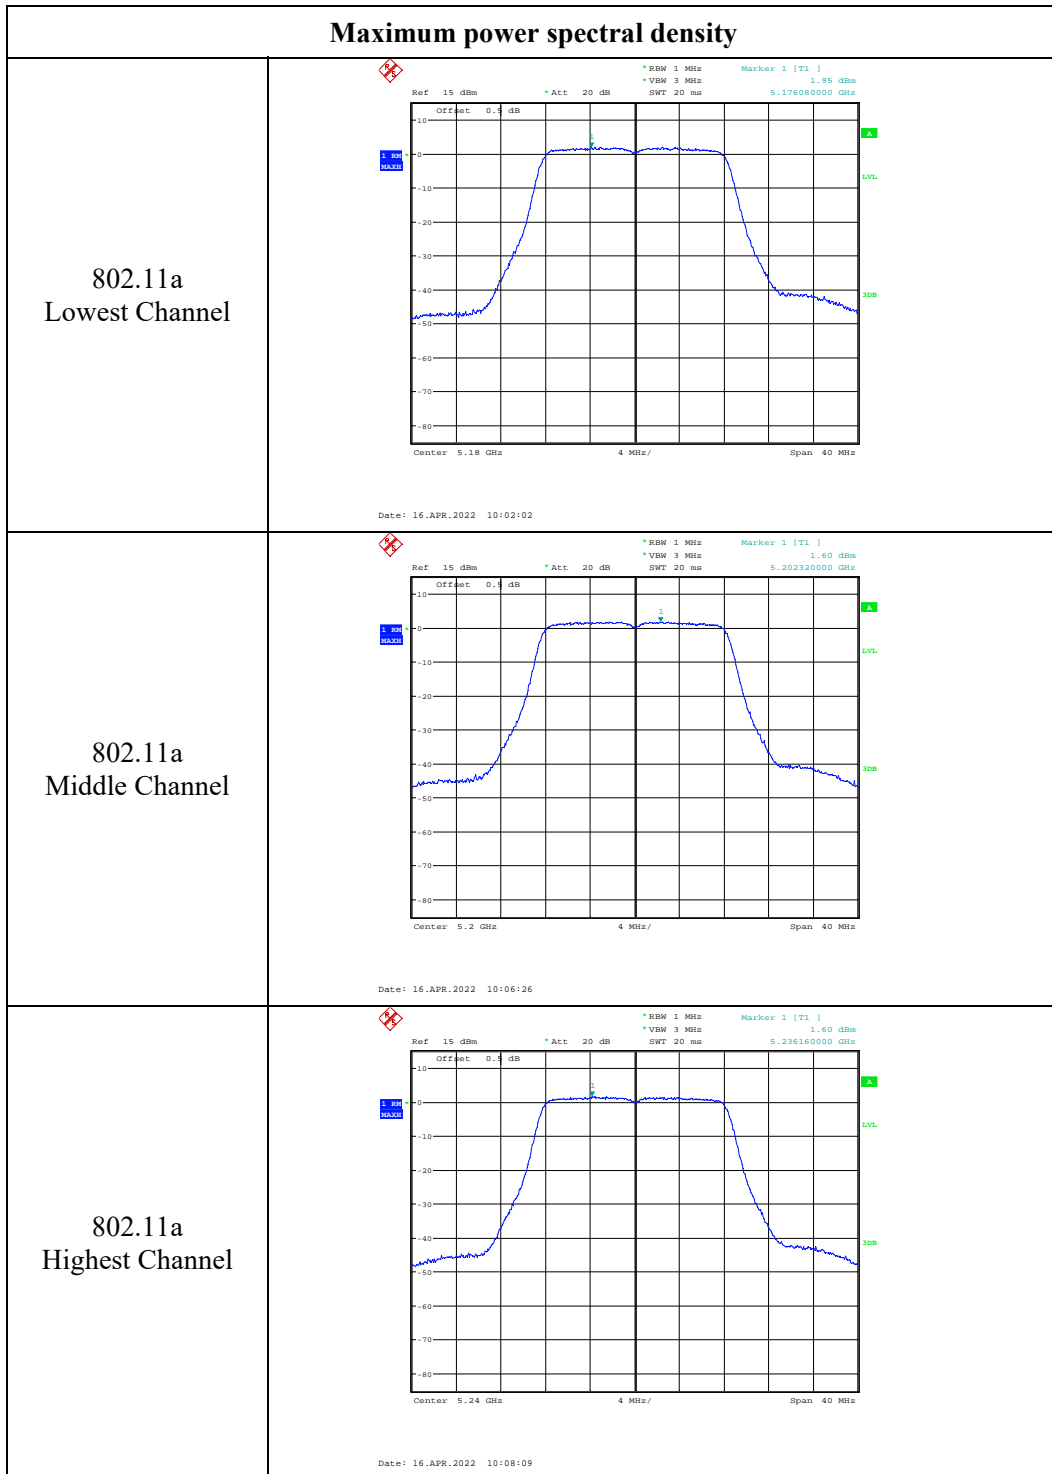 Maximum power spectral density
802.11a
Lowest Channel
R S
*RBW 1 MHz Marker 1 [T1 ]
*VBW 3 MHz 1.95 dBm
Ref 15 dBm *Att 20 dB SWT 20 ms 5.176080000 GHz
Offset 0.5 dB
10
A
1
1 RM * 0
MAXH
LVL
-10
-20
-30
-40
3DB
-50
-60
-70
-80
Center 5.18 GHz 4 MHz/ Span 40 MHz
Date: 16.APR.2022 10:02:02
802.11a
Middle Channel
R S
*RBW 1 MHz Marker 1 [T1 ]
*VBW 3 MHz 1.60 dBm
Ref 15 dBm *Att 20 dB SWT 20 ms 5.202320000 GHz
Offset 0.5 dB
10
A
1
1 RM * 0
MAXH
LVL
-10
-20
-30
-40
3DB
-50
-60
-70
-80
Center 5.2 GHz 4 MHz/ Span 40 MHz
Date: 16.APR.2022 10:06:26
802.11a
Highest Channel
R S
*RBW 1 MHz Marker 1 [T1 ]
*VBW 3 MHz 1.60 dBm
Ref 15 dBm *Att 20 dB SWT 20 ms 5.236160000 GHz
Offset 0.5 dB
10
A
1
1 RM * 0
MAXH
LVL
-10
-20
-30
-40
3DB
-50
-60
-70
-80
Center 5.24 GHz 4 MHz/ Span 40 MHz
Date: 16.APR.2022 10:08:09